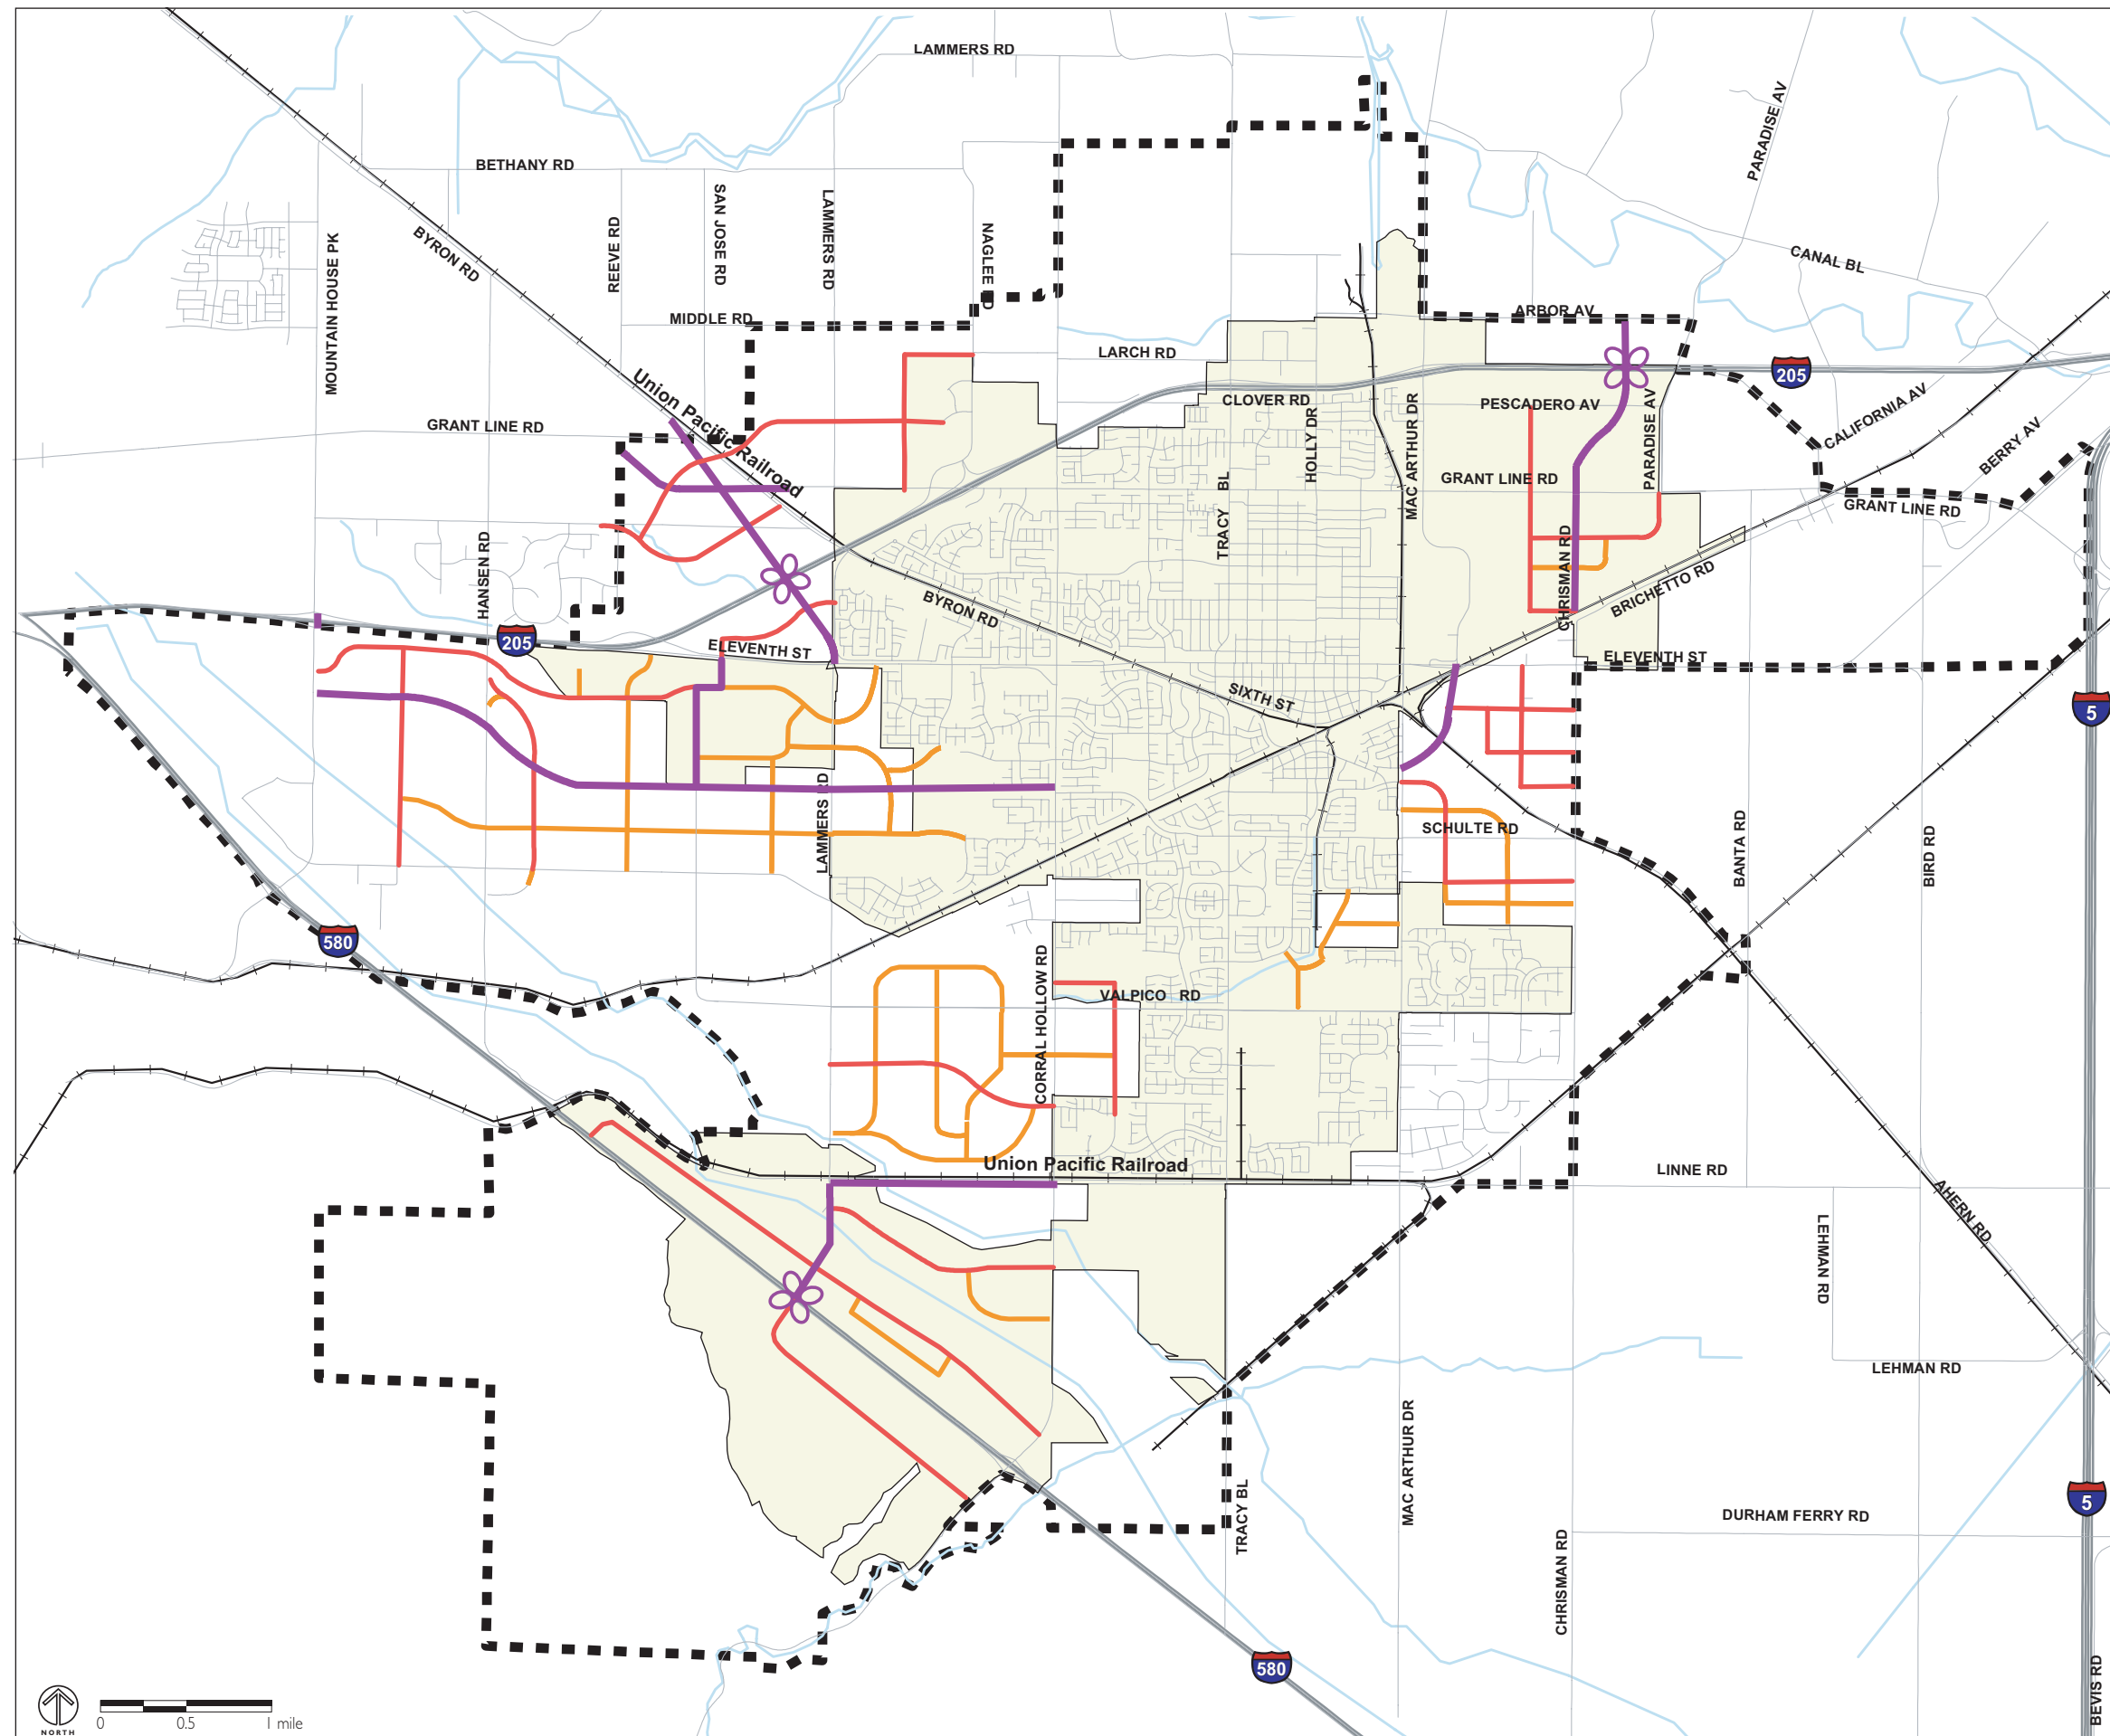 LAMMERS RD
PARADISE AV
BETHANY RD
SAN JOSE RD
LAMMERS RD
REEVE RD
NAGLEE RD
MOUNTAIN HOUSE PK
BYRON RD
CANAL BL
MIDDLE RD
ARBOR AV
LARCH RD
205
Union Pacific Railroad
CLOVER RD
PESCADERO AV
HOLLY DR
MAC ARTHUR DR
PARADISE AV
CALIFORNIA AV
BERRY AV
GRANT LINE RD
TRACY BL
GRANT LINE RD
GRANT LINE RD
HANSEN RD
CHRISMAN RD
BRICHETTO RD
BYRON RD
205
ELEVENTH ST
ELEVENTH ST
SIXTH ST
5
LAMMERS RD
SCHULTE RD
BANTA RD
BIRD RD
580
CORRAL HOLLOW RD
VALPICO RD
Union Pacific Railroad
LINNE RD
AHERN RD
LEHMAN RD
LEHMAN RD
MAC ARTHUR DR
TRACY BL
DURHAM FERRY RD
5
CHRISMAN RD
580
BEVIS RD
NORTH
0 0.5 1 mile